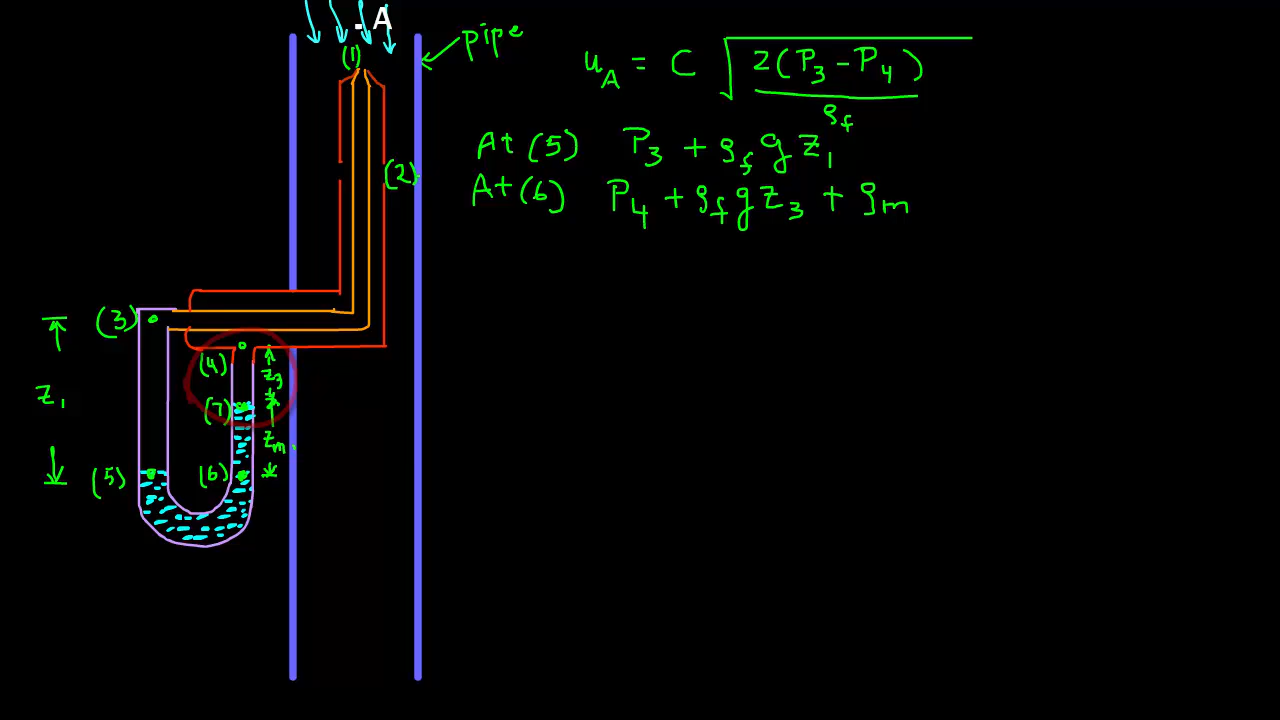 . A
(1)
pipe
u_A = C √(2(P_3 - P_4) / ρ_f)
At (5) P_3 + ρ_f g z_1
At (6) P_4 + ρ_f g z_3 + ρ_m
(2)
(3)
(4)
z_3
z_1
(7)
z_m
(5)
(6)